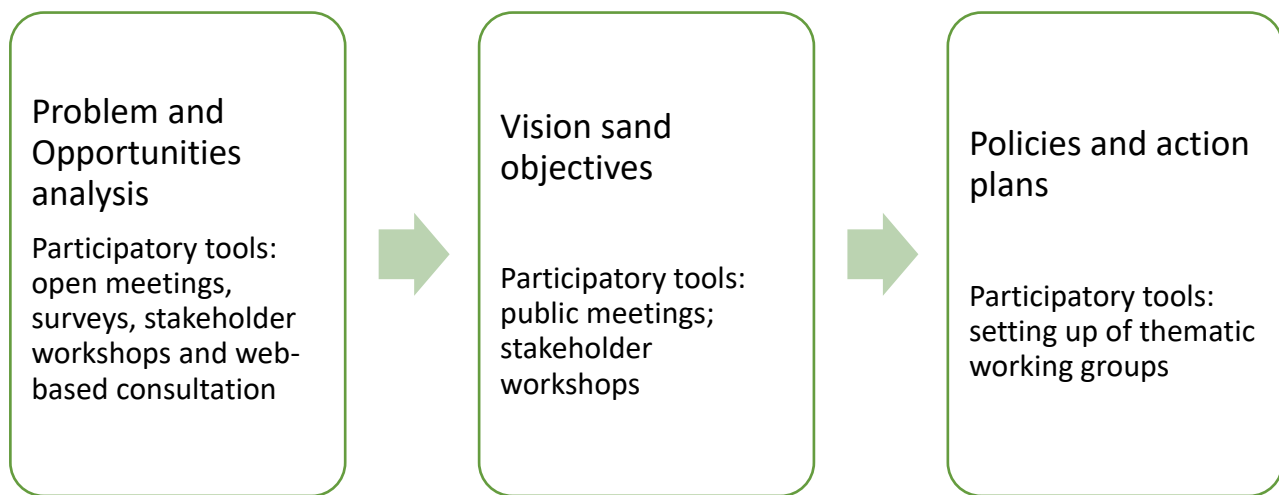 Problem and
Opportunities
analysis
Participatory tools:
open meetings,
surveys, stakeholder
workshops and web-
based consultation
Vision sand
objectives
Participatory tools:
public meetings;
stakeholder
workshops
Policies and action
plans
Participatory tools:
setting up of thematic
working groups